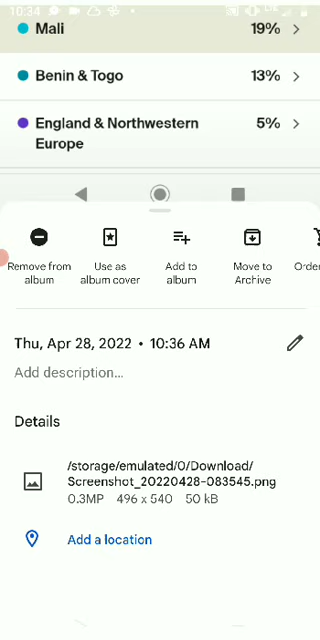 10:34
Mali 19%
Benin & Togo 13%
England & Northwestern 5%
Europe
Remove from album
Use as album cover
Add to album
Move to Archive
Order
Thu, Apr 28, 2022 • 10:36 AM
Add description...
Details
/storage/emulated/0/Download/
Screenshot_20220428-083545.png
0.3MP 496 x 540 50 kB
Add a location